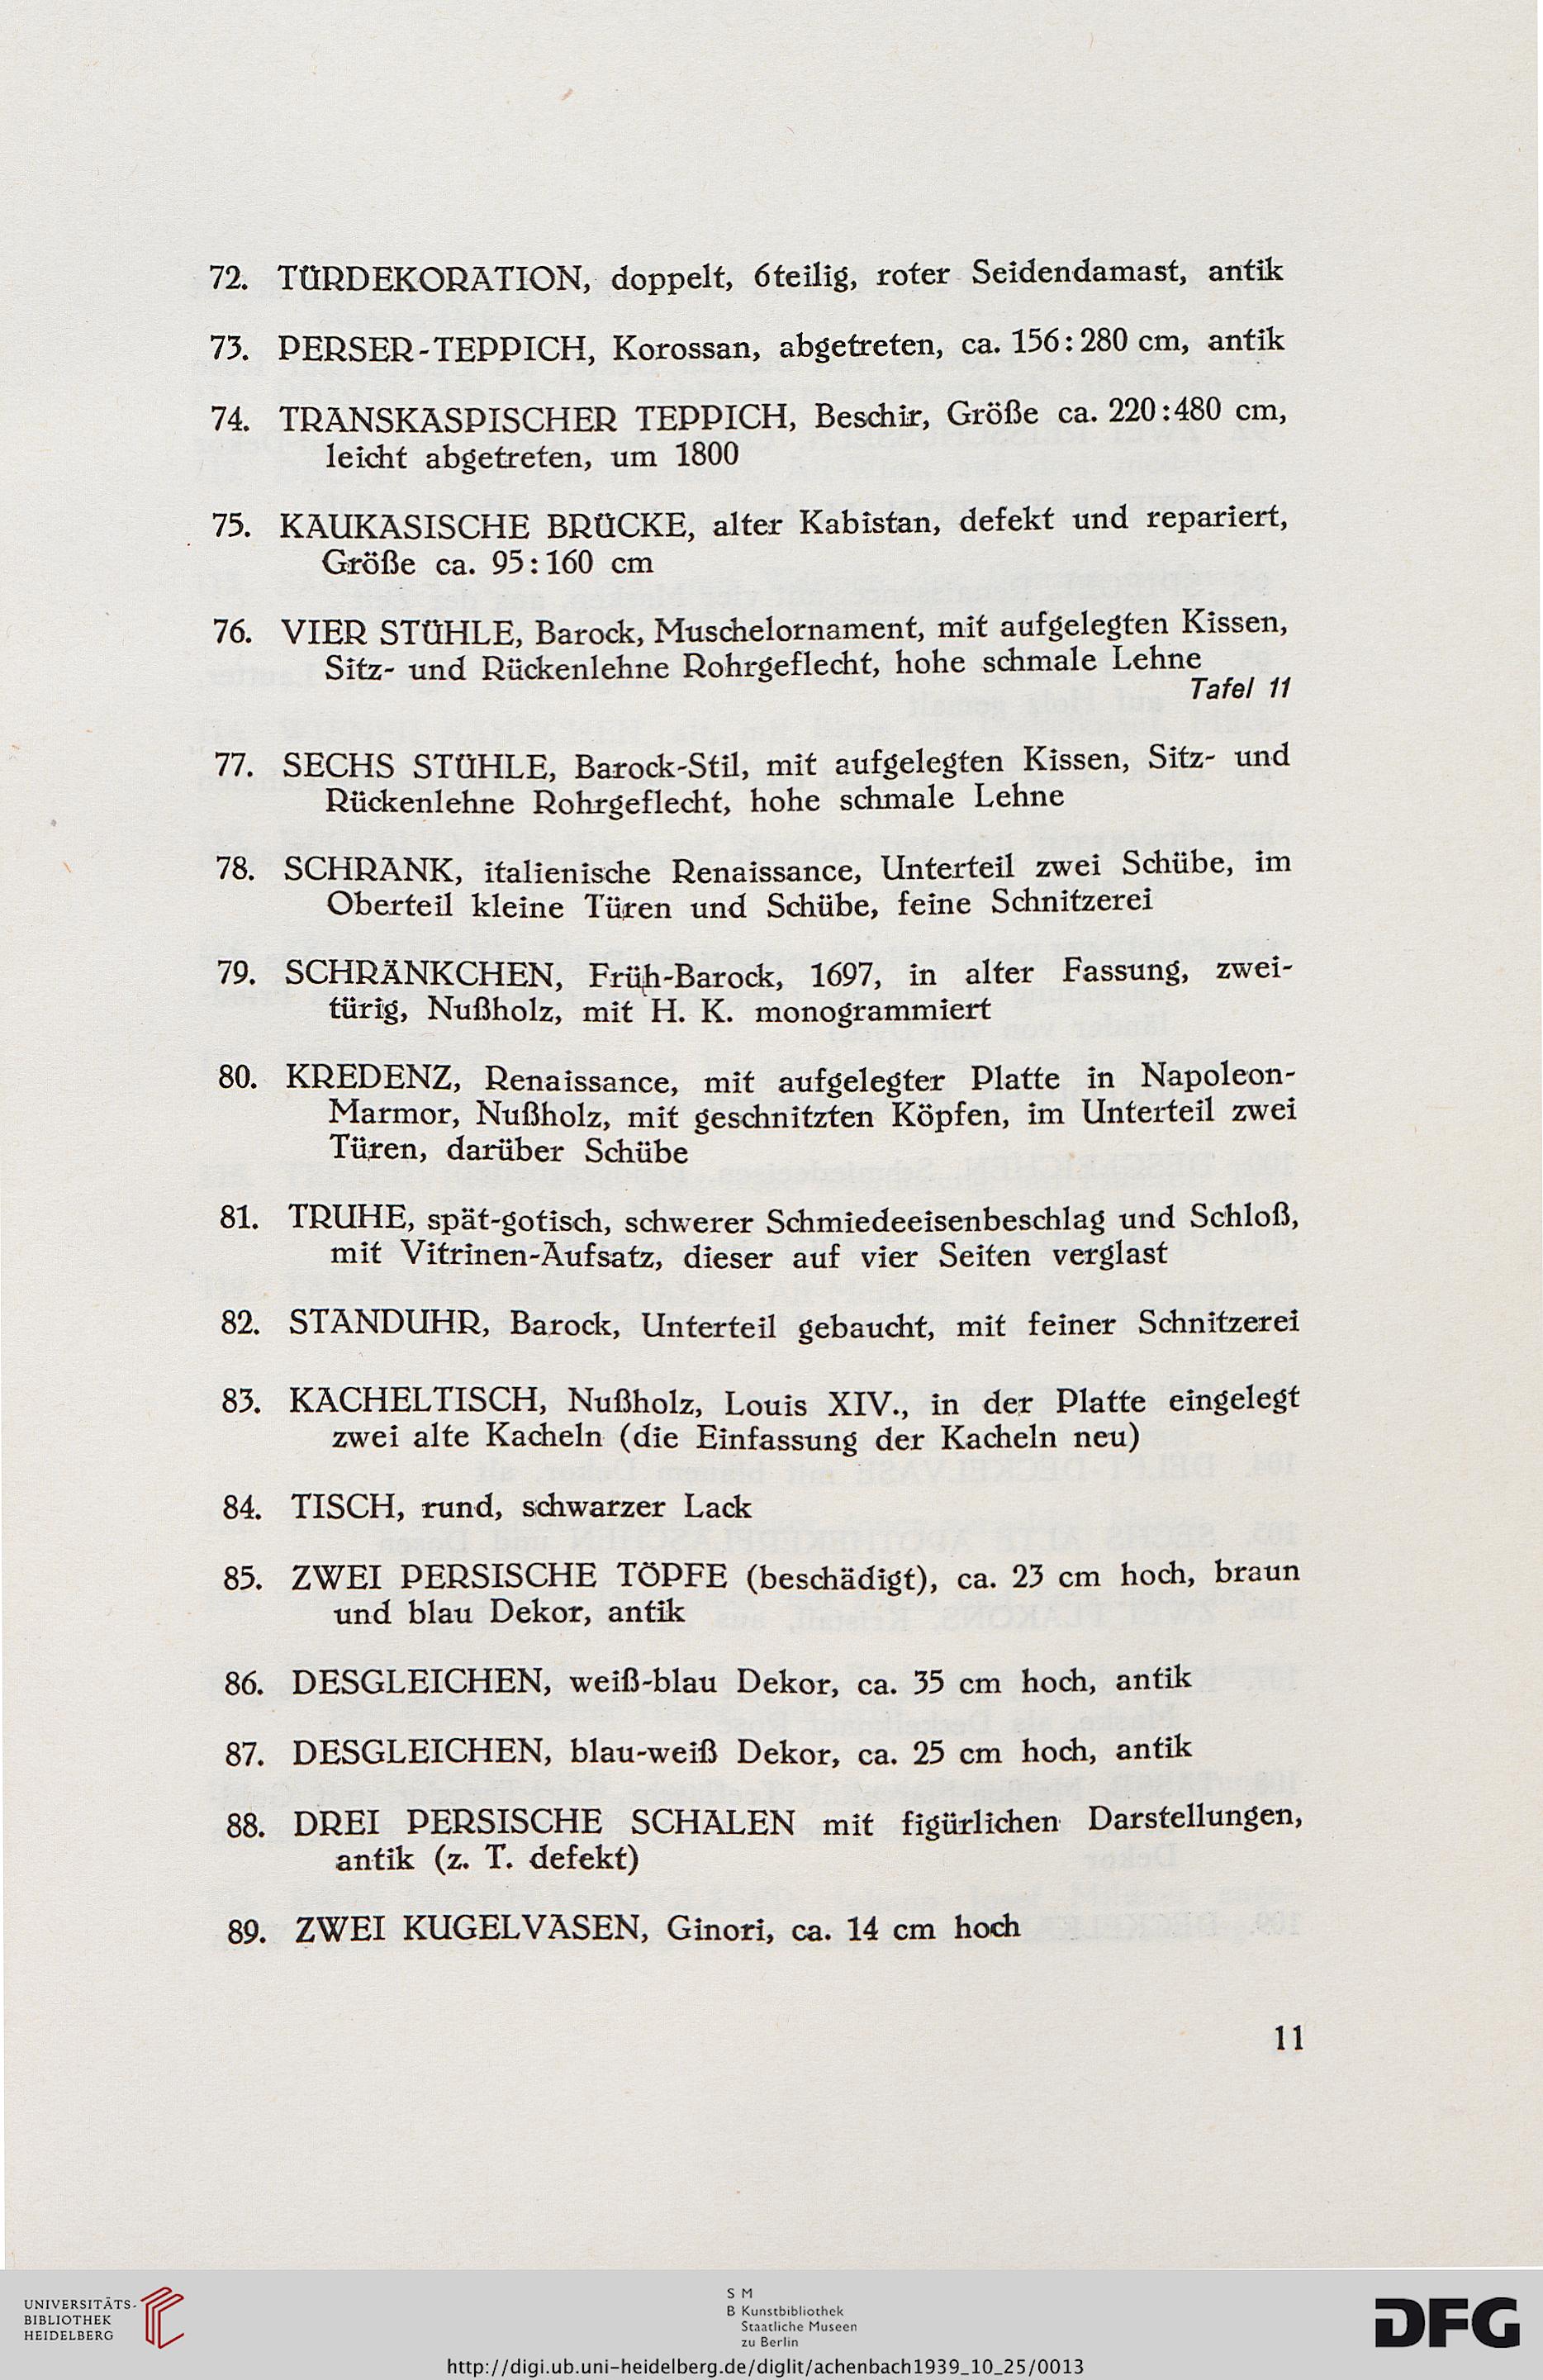 72. TÜRDEKORATION, doppelt, 6teilig, roter Seidendamast, antik
73. PERSER-TEPPICH, Korossan, abgetreten, ca. 156:280 cm, antik
74. TRANSKASPISCHER TEPPICH, Beschir, Größe ca. 220:480 cm,
leicht abgetreten, um 1800
75. KAUKASISCHE BRÜCKE, alter Kabistan, defekt und repariert,
Größe ca. 95:160 cm
76. VIER STÜHLE, Barock, Muschelornament, mit aufgelegten Kissen,
Sitz- und Rückenlehne Rohrgeflecht, hohe schmale Lehne
Tafel 11
77. SECHS STÜHLE, Barock-Stil, mit aufgelegten Kissen, Sitz- und
Rückenlehne Rohrgeflecht, hohe schmale Lehne
78. SCHRANK, italienische Renaissance, Unterteil zwei Schübe, im
Oberteil kleine Türen und Schübe, feine Schnitzerei
79. SCHRÄNKCHEN, Früh-Barock, 1697, in alter Fassung, zwei-
türig, Nußholz, mit H. K. monogrammiert
80. KREDENZ, Renaissance, mit aufgelegter Platte in Napoleon-
Marmor, Nußholz, mit geschnitzten Köpfen, im Unterteil zwei
Türen, darüber Schübe
81. TRUHE, spät-gotisch, schwerer Schmiedeeisenbeschlag und Schloß,
mit Vitrinen-Aufsatz, dieser auf vier Seiten verglast
82. STANDUHR, Barock, Unterteil gebaucht, mit feiner Schnitzerei
83. KACHELTISCH, Nußholz, Louis XIV., in der Platte eingelegt
zwei alte Kacheln (die Einfassung der Kacheln neu)
84. TISCH, rund, schwarzer Lack
85. ZWEI PERSISCHE TÖPFE (beschädigt), ca. 23 cm hoch, braun
und blau Dekor, antik
86. DESGLEICHEN, weiß-blau Dekor, ca. 35 cm hoch, antik
87. DESGLEICHEN, blau-weiß Dekor, ca. 25 cm hoch, antik
88. DREI PERSISCHE SCHALEN mit figürlichen Darstellungen,
antik (z. T. defekt)
89. ZWEI KUGELVASEN, Ginori, ca. 14 cm hoch
11
UNIVERSITÄTS-
BIBLIOTHEK
HEIDELBERG
S M
B Kunstbibliothek
Staatliche Museen
zu Berlin
DFG
http://digi.ub.uni-heidelberg.de/diglit/achenbach1939_10_25/0013